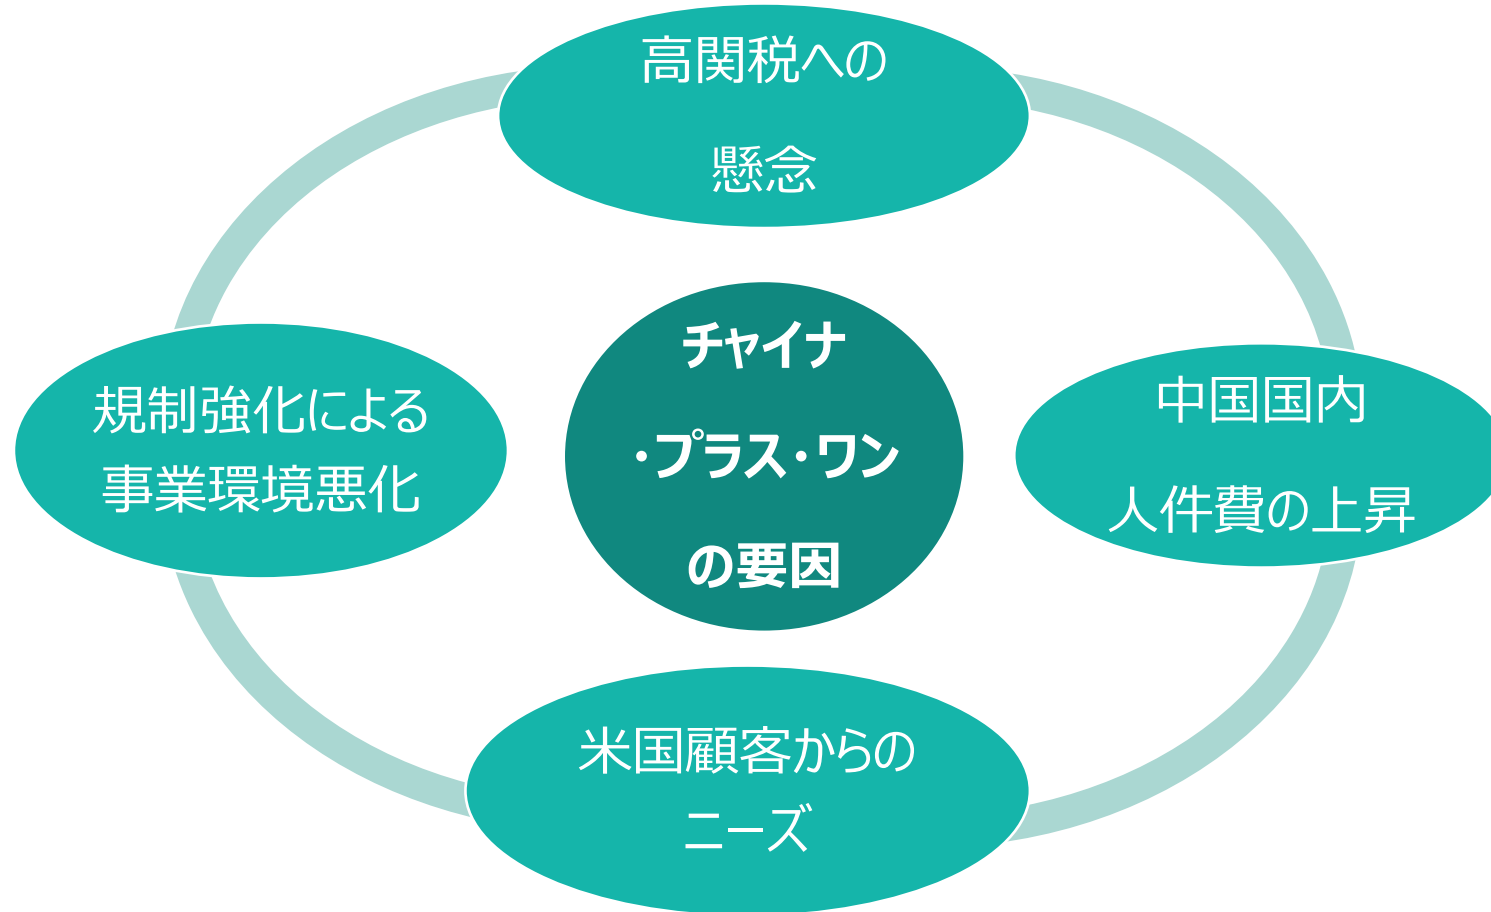 高関税への
懸念
チャイナ
・プラス・ワン
の要因
規制強化による
事業環境悪化
中国国内
人件費の上昇
米国顧客からの
ニーズ